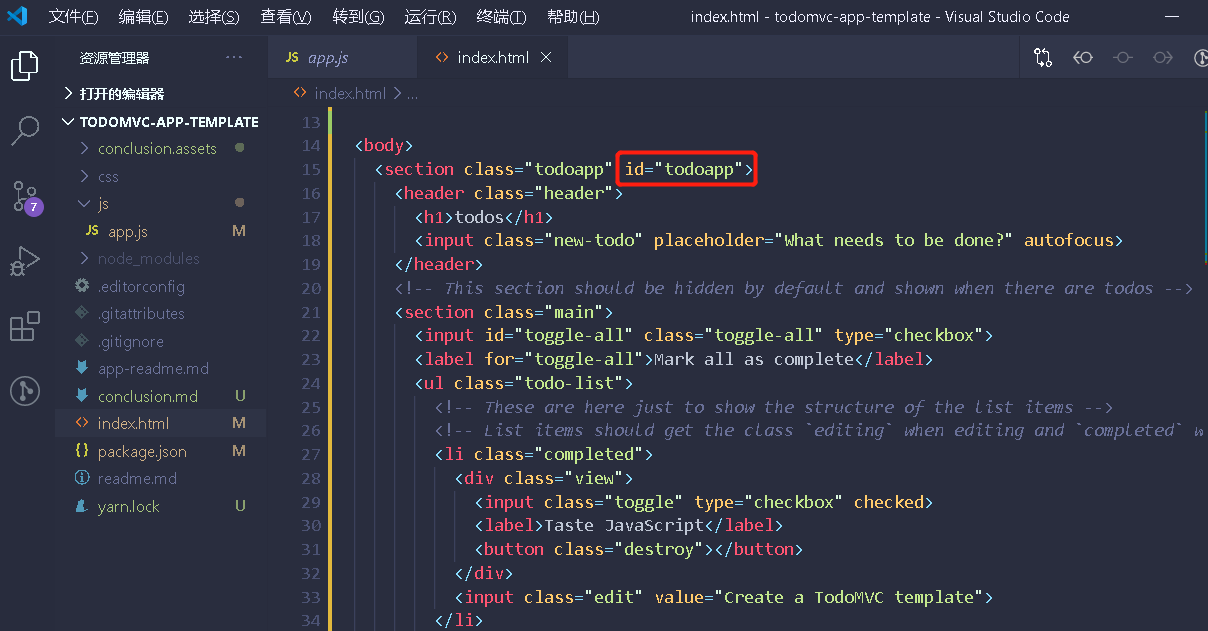 文件(F) 编辑(E) 选择(S) 查看(V) 转到(G) 运行(R) 终端(T) 帮助(H) index.html - todomvc-app-template - Visual Studio Code
资源管理器 ...
JS app.js <> index.html
打开的编辑器
<> index.html > ...
TODOMVC-APP-TEMPLATE
conclusion.assets
css
js
JS app.js M
node_modules
.editorconfig
.gitattributes
.gitignore
app-readme.md
conclusion.md U
<> index.html M
{} package.json M
readme.md
yarn.lock U
7
13
14 <body>
15 <section class="todoapp" id="todoapp">
16 <header class="header">
17 <h1>todos</h1>
18 <input class="new-todo" placeholder="What needs to be done?" autofocus>
19 </header>
20 <!-- This section should be hidden by default and shown when there are todos -->
21 <section class="main">
22 <input id="toggle-all" class="toggle-all" type="checkbox">
23 <label for="toggle-all">Mark all as complete</label>
24 <ul class="todo-list">
25 <!-- These are here just to show the structure of the list items -->
26 <!-- List items should get the class `editing` when editing and `completed` w
27 <li class="completed">
28 <div class="view">
29 <input class="toggle" type="checkbox" checked>
30 <label>Taste JavaScript</label>
31 <button class="destroy"></button>
32 </div>
33 <input class="edit" value="Create a TodoMVC template">
34 </li>